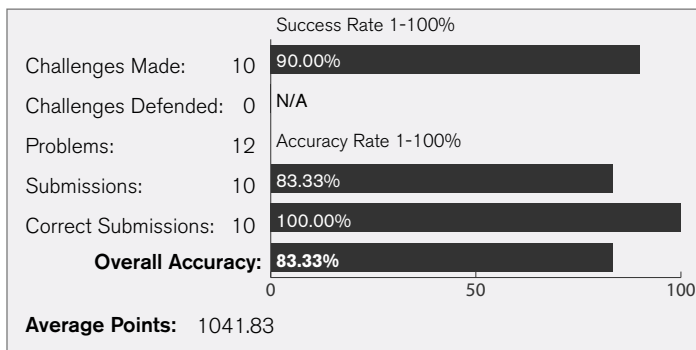 Success Rate 1-100%
Challenges Made: 10 90.00%
Challenges Defended: 0 N/A
Problems: 12 Accuracy Rate 1-100%
Submissions: 10 83.33%
Correct Submissions: 10 100.00%
Overall Accuracy: 83.33%
0 50 100
Average Points: 1041.83